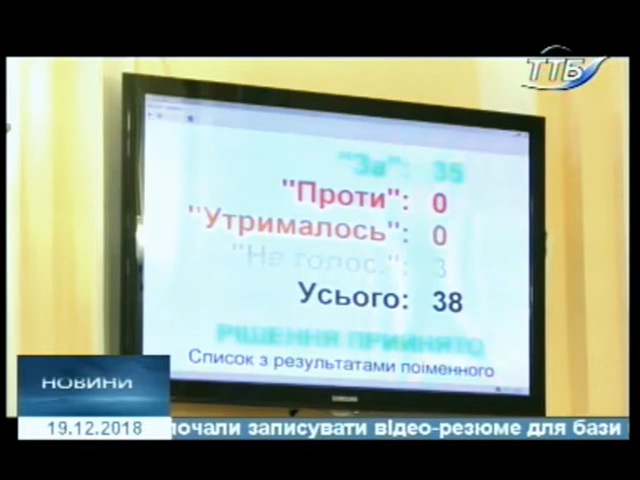 ТТБ
"За": 35
"Проти": 0
"Утрималось": 0
"Не голос.": 3
Усього: 38
РІШЕННЯ ПРИЙНЯТО
Список з результатами поіменного
SAMSUNG
НОВИНИ
19.12.2018
почали записувати відео-резюме для бази